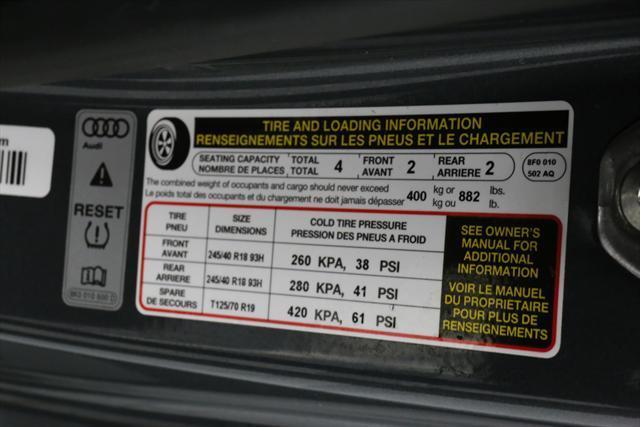 m
Audi
RESET
TIRE AND LOADING INFORMATION
RENSEIGNEMENTS SUR LES PNEUS ET LE CHARGEMENT
SEATING CAPACITY TOTAL 4 FRONT 2 REAR 2
NOMBRE DE PLACES TOTAL AVANT ARRIERE
8F0 010
502 AQ
The combined weight of occupants and cargo should never exceed 400 kg or 882 lbs.
Le poids total des occupants et du chargement ne doit jamais dépasser kg ou lb.
TIRE SIZE COLD TIRE PRESSURE
PNEU DIMENSIONS PRESSION DES PNEUS A FROID
FRONT
AVANT 245/40 R18 93H 260 KPA, 38 PSI
REAR
ARRIERE 245/40 R18 93H 280 KPA, 41 PSI
SPARE
DE SECOURS T125/70 R19 420 KPA, 61 PSI
SEE OWNER'S
MANUAL FOR
ADDITIONAL
INFORMATION
VOIR LE MANUEL
DU PROPRIETAIRE
POUR PLUS DE
RENSEIGNEMENTS